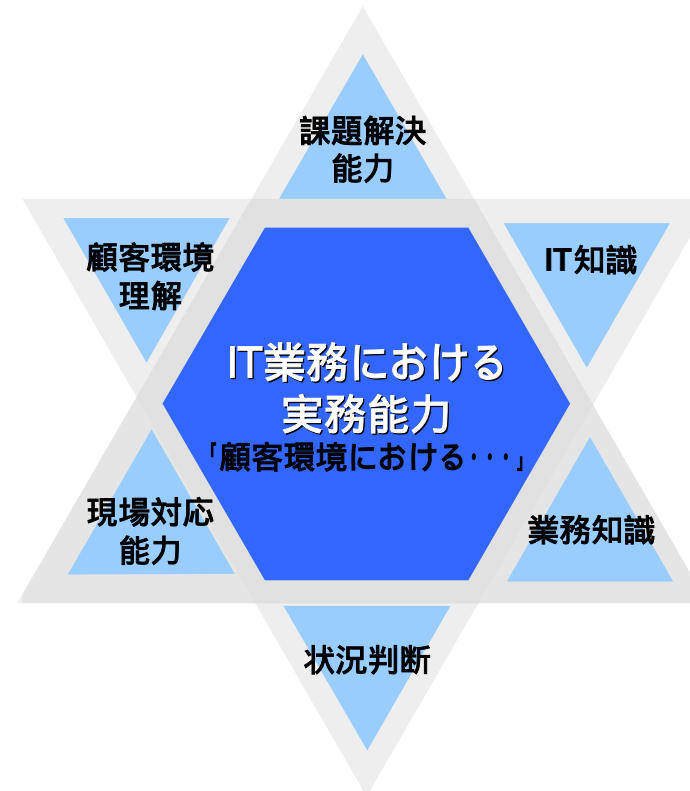 課題解決
能力
顧客環境
理解
IT知識
IT業務における
実務能力
「顧客環境における･･･」
現場対応
能力
業務知識
状況判断